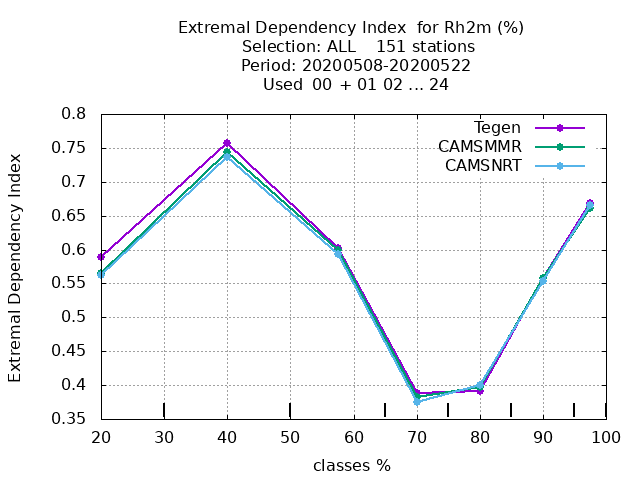 Extremal Dependency Index  for Rh2m (%)
Selection: ALL    151 stations
Period: 20200508-20200522
Used  00 + 01 02 ... 24
Extremal Dependency Index
0.8
0.75
0.7
0.65
0.6
0.55
0.5
0.45
0.4
0.35
Tegen
CAMSMMR
CAMSNRT
20 30 40 50 60 70 80 90 100
classes %